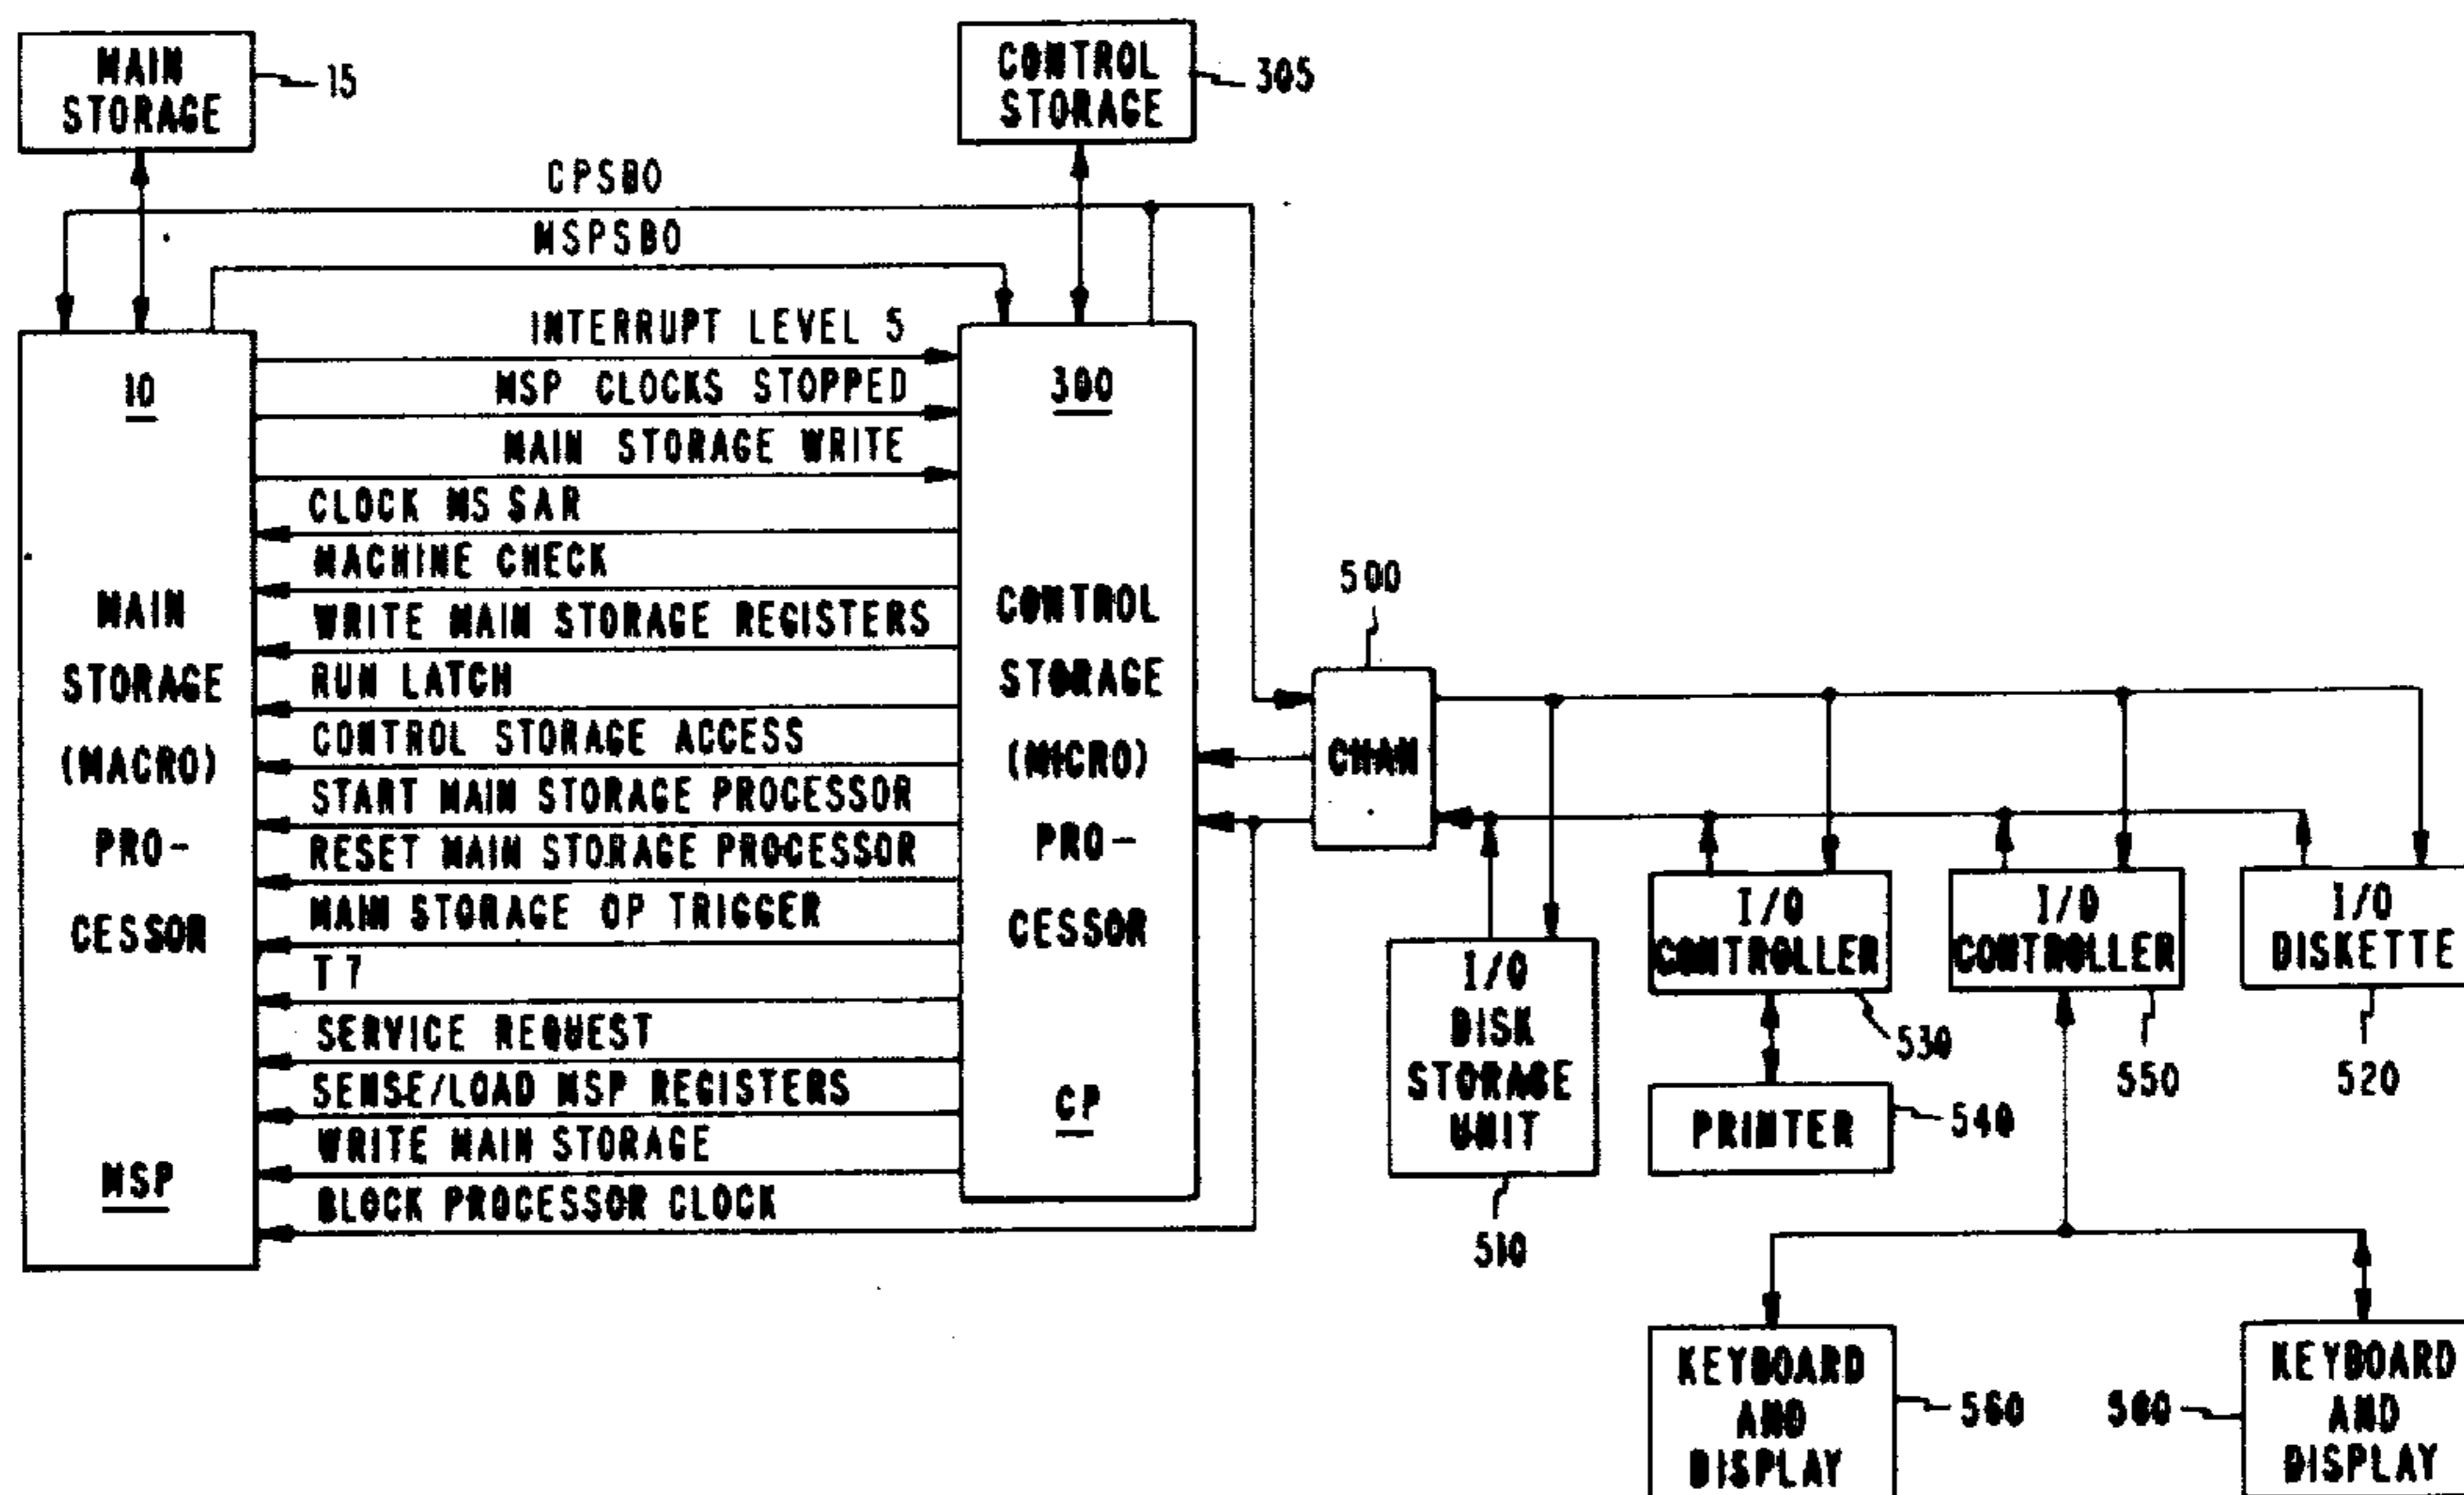 MAIN
STORAGE
15
CONTROL
STORAGE
305
CPSBO
MSPSBO
10
MAIN
STORAGE
(MACRO)
PRO-
CESSOR
MSP
INTERRUPT LEVEL 5
MSP CLOCKS STOPPED
MAIN STORAGE WRITE
CLOCK MS SAR
MACHINE CHECK
WRITE MAIN STORAGE REGISTERS
RUN LATCH
CONTROL STORAGE ACCESS
START MAIN STORAGE PROCESSOR
RESET MAIN STORAGE PROCESSOR
MAIN STORAGE OP TRIGGER
T7
SERVICE REQUEST
SENSE/LOAD MSP REGISTERS
WRITE MAIN STORAGE
BLOCK PROCESSOR CLOCK
300
CONTROL
STORAGE
(MICRO)
PRO-
CESSOR
CP
500
CHAN
I/O
DISK
STORAGE
UNIT
510
I/O
CONTROLLER
530
PRINTER
540
I/O
CONTROLLER
550
I/O
DISKETTE
520
KEYBOARD
AND
DISPLAY
560
560
KEYBOARD
AND
DISPLAY